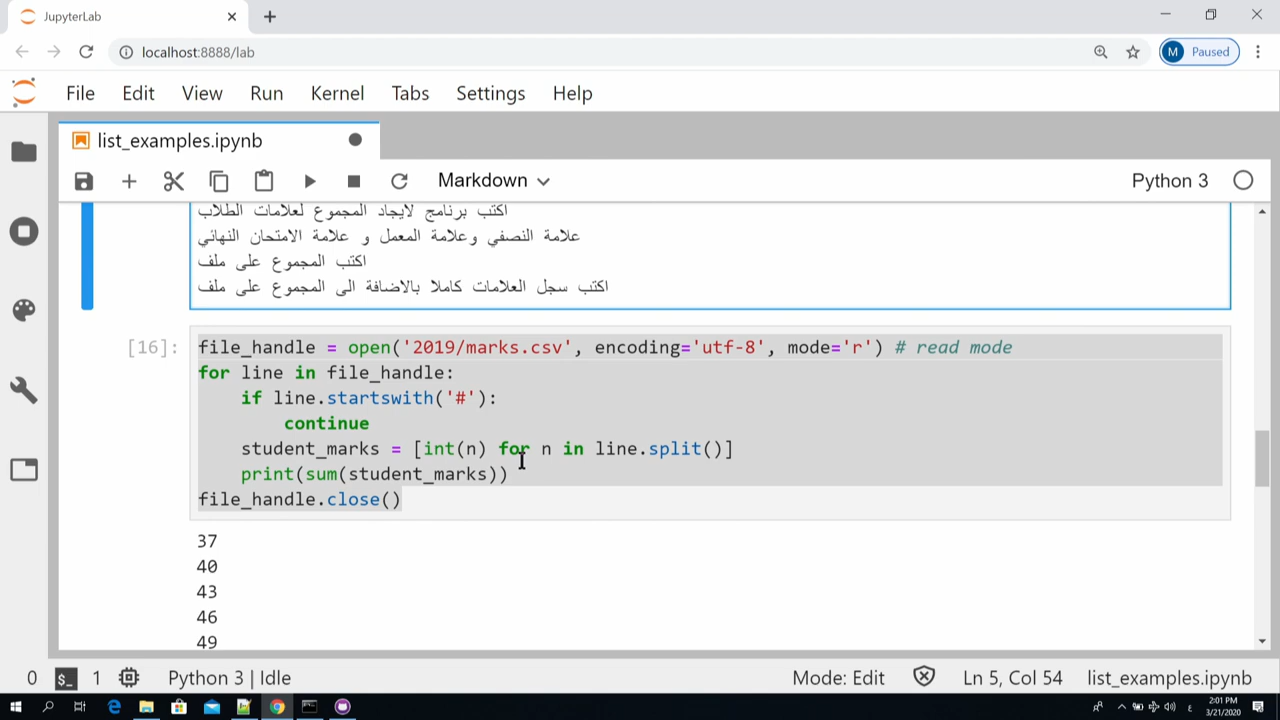 JupyterLab
localhost:8888/lab
M Paused
File Edit View Run Kernel Tabs Settings Help
list_examples.ipynb
Markdown
Python 3
اكتب برنامج لايجاد المجموع لعلامات الطلاب
علامة النصفي وعلامة المعمل و علامة الامتحان النهائي
اكتب المجموع على ملف
اكتب سجل العلامات كاملا بالاضافة الى المجموع على ملف
[16]:
file_handle = open('2019/marks.csv', encoding='utf-8', mode='r') # read mode
for line in file_handle:
    if line.startswith('#'):
        continue
    student_marks = [int(n) for n in line.split()]
    print(sum(student_marks))
file_handle.close()
37
40
43
46
49
0 $_ 1 Python 3 | Idle Mode: Edit Ln 5, Col 54 list_examples.ipynb
ع 2:01 PM
3/21/2020